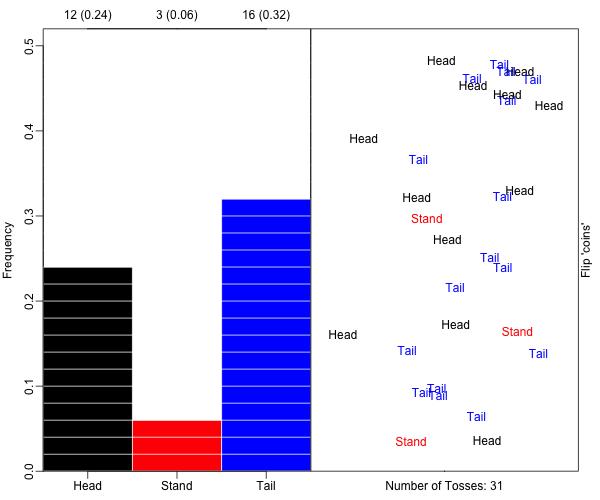 12 (0.24) 3 (0.06) 16 (0.32)
Frequency
0.5
0.4
0.3
0.2
0.1
0.0
Head Stand Tail
Head
Tail
Tail Head
Tail Tail
Head
Head
Tail
Head
Head
Tail
Head
Head Tail
Stand
Head
Tail
Tail
Tail
Head
Stand
Head
Tail
Tail
Tail
Tail
Tail
Tail
Stand
Head
Number of Tosses: 31
Flip 'coins'